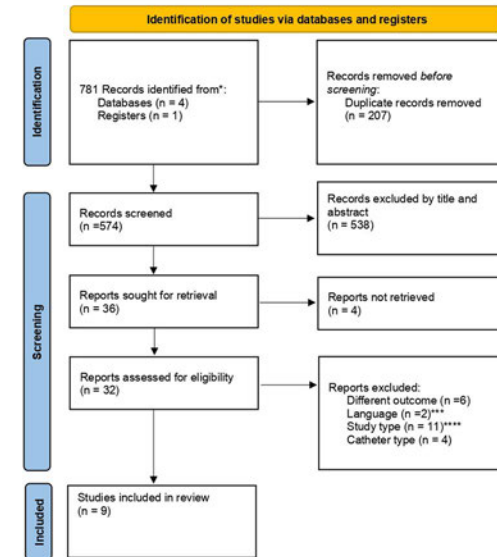 Identification of studies via databases and registers
Identification
781 Records identified from*:
Databases (n = 4)
Registers (n = 1)
Records removed before
screening:
Duplicate records removed
(n = 207)
Screening
Records screened
(n =574)
Records excluded by title and
abstract
(n = 538)
Reports sought for retrieval
(n = 36)
Reports not retrieved
(n = 4)
Reports assessed for eligibility
(n = 32)
Reports excluded:
Different outcome (n =6)
Language (n =2)***
Study type (n = 11)****
Catheter type (n = 4)
Included
Studies included in review
(n = 9)